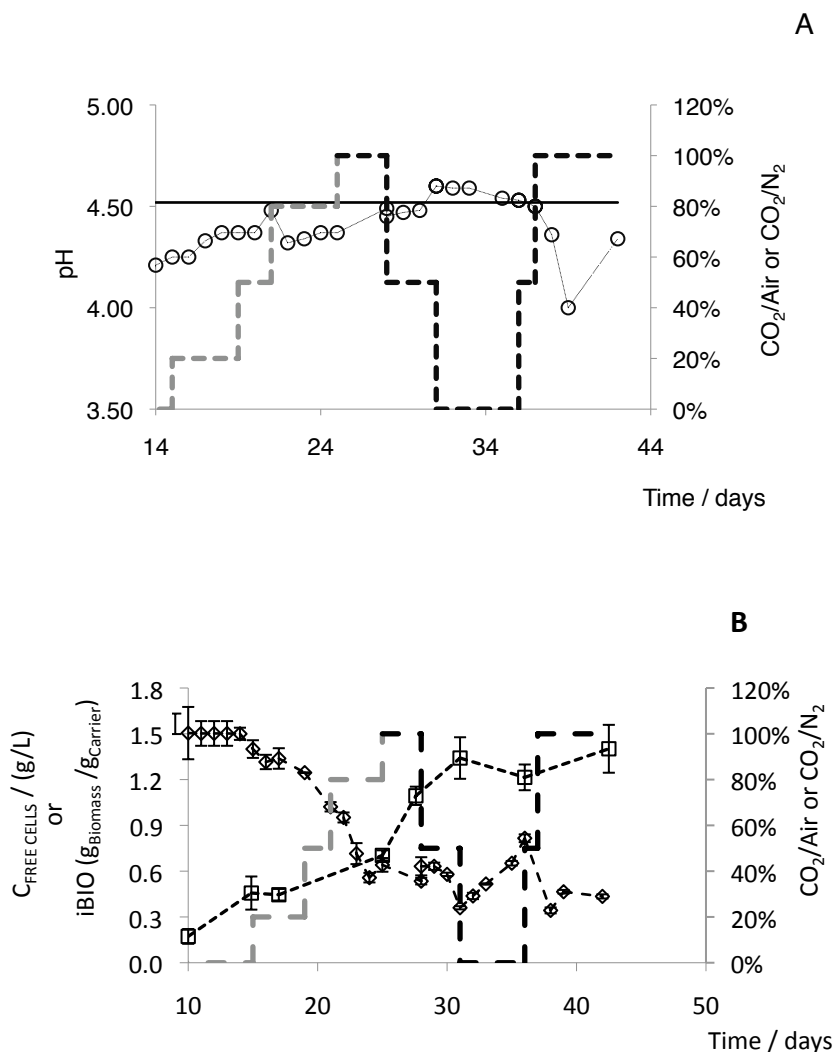 A
5.00 120%
100%
4.50 80%
60%
4.00 40%
20%
3.50 0%
pH
CO2/Air or CO2/N2
14 24 34 44
Time / days
B
1.8 120%
1.5 100%
1.2 80%
0.9 60%
0.6 40%
0.3 20%
0.0 0%
CFREE CELLS / (g/L)
or
iBIO (gBiomass /gCarrier)
CO2/Air or CO2/N2
10 20 30 40 50
Time / days